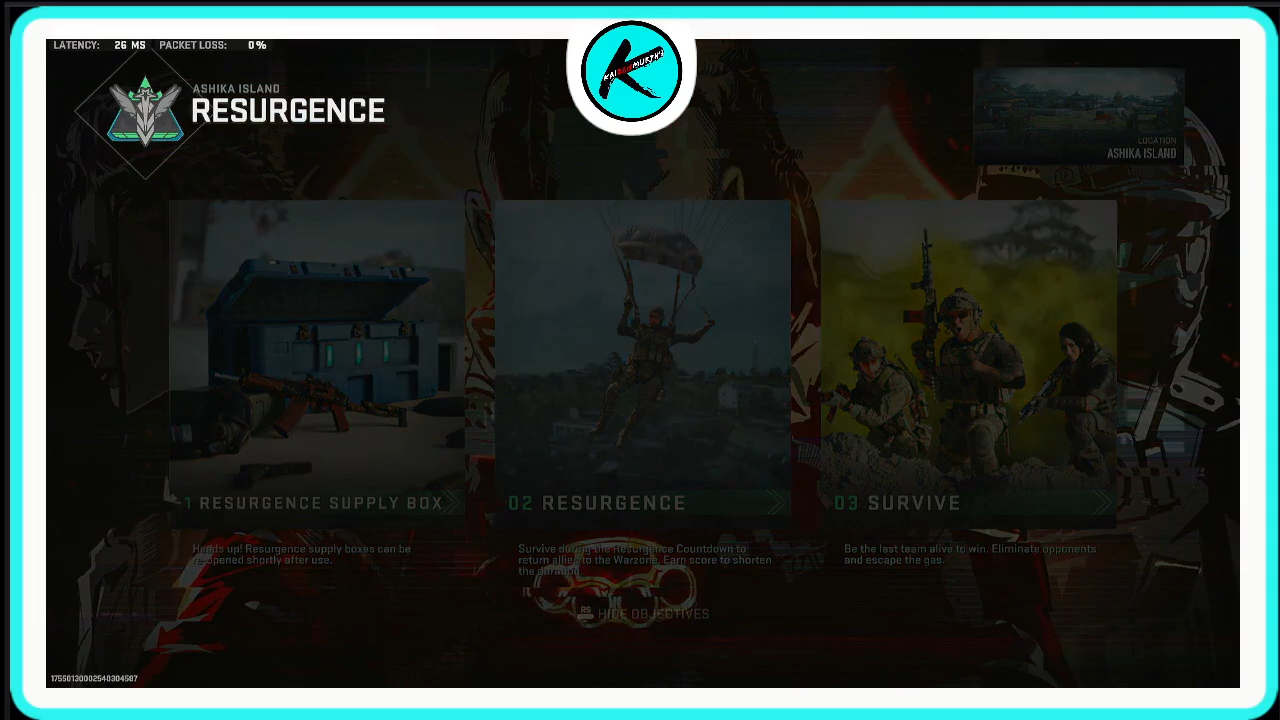 LATENCY: 26 MS PACKET LOSS: 0 %
ASHIKA ISLAND
RESURGENCE
LOCATION
ASHIKA ISLAND
1 RESURGENCE SUPPLY BOX
Heads up! Resurgence supply boxes can be
reopened shortly after use.
02 RESURGENCE
Survive during the Resurgence Countdown to
return allies to the Warzone. Earn score to shorten
the duration.
03 SURVIVE
Be the last team alive to win. Eliminate opponents
and escape the gas.
RS HIDE OBJECTIVES